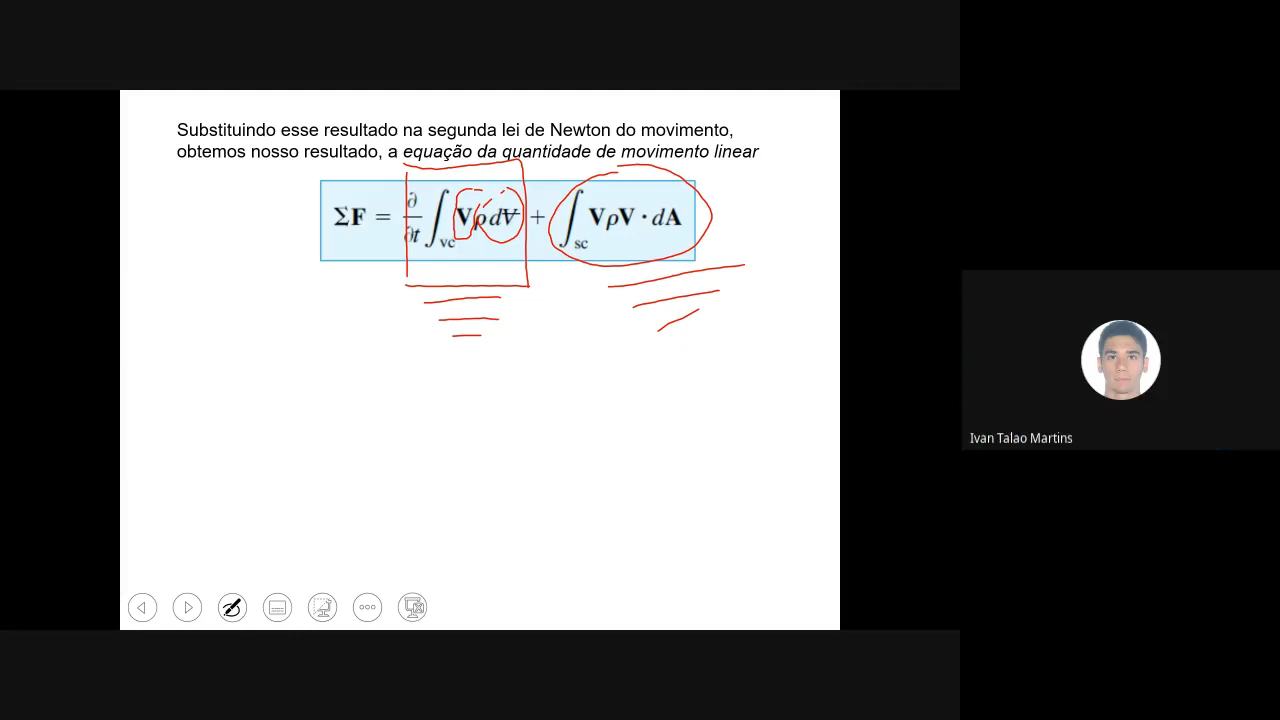 Substituindo esse resultado na segunda lei de Newton do movimento,
obtemos nosso resultado, a equação da quantidade de movimento linear
ΣF = ∂/∂t ∫vc Vρ dV̶ + ∫sc VρV · dA
Ivan Talao Martins